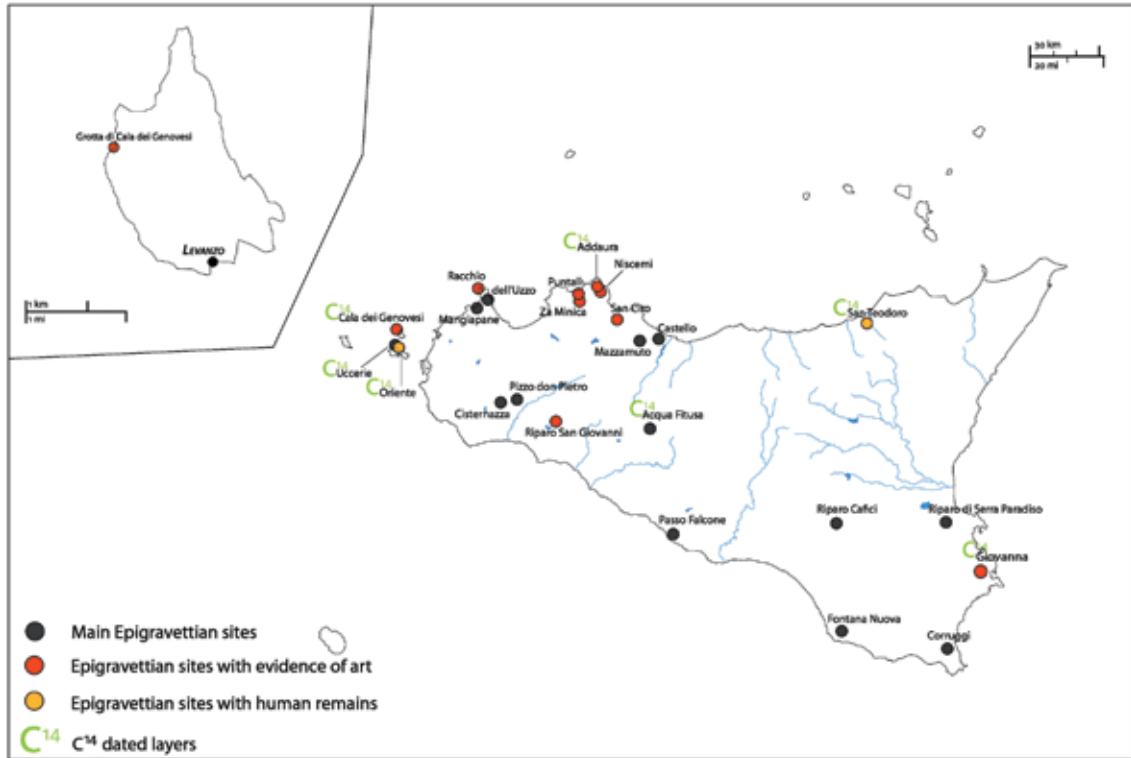 30 km
20 mi
Grotta di Cala dei Genovesi
LEVANZO
1 km
1 mi
C14
Addaura
Niscemi
Racchio
dell'Uzzo
Puntali
Mangiapane
Za Minica
San Ciro
C14
Cala dei Genovesi
C14
San Teodoro
Castello
Mazzamuto
C14
Uccerie
C14
Oriente
Pizzo don Pietro
Cisternazza
C14
Acqua Fitusa
Riparo San Giovanni
Riparo Cafici
Riparo di Serra Paradiso
Passo Falcone
C14
Giovanna
Fontana Nuova
Corruggi
Main Epigravettian sites
Epigravettian sites with evidence of art
Epigravettian sites with human remains
C14 C14 dated layers